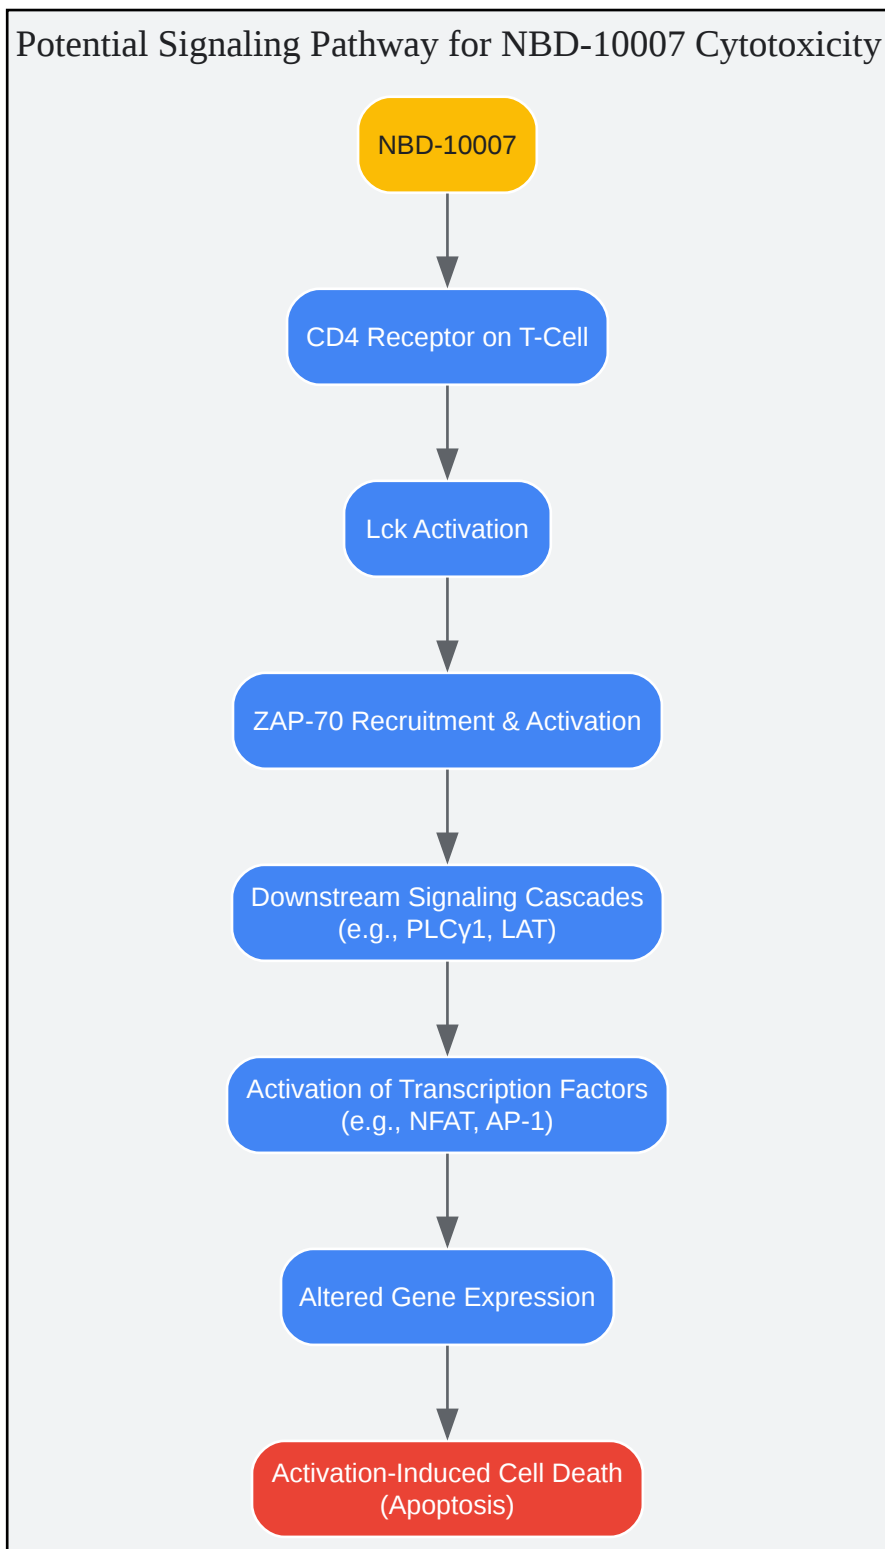 Potential Signaling Pathway for NBD-10007 Cytotoxicity
NBD-10007
CD4 Receptor on T-Cell
Lck Activation
ZAP-70 Recruitment & Activation
Downstream Signaling Cascades
(e.g., PLCγ1, LAT)
Activation of Transcription Factors
(e.g., NFAT, AP-1)
Altered Gene Expression
Activation-Induced Cell Death
(Apoptosis)